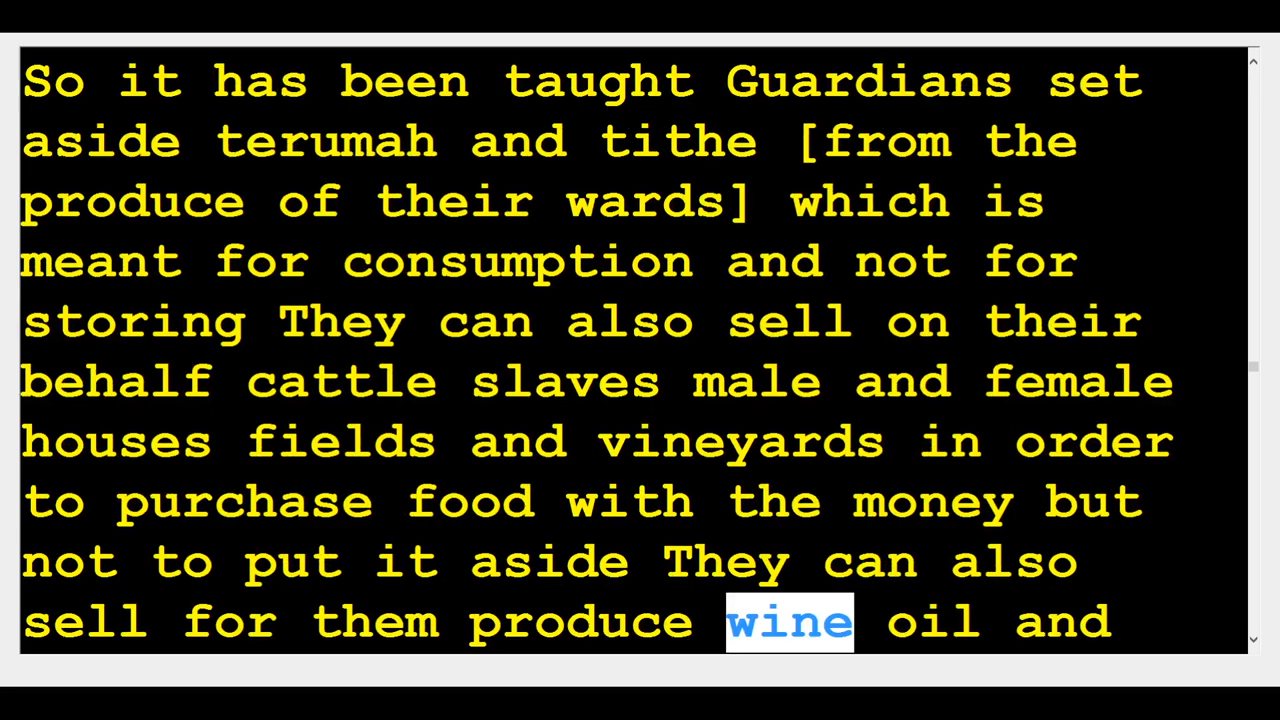 So it has been taught Guardians set
aside terumah and tithe [from the
produce of their wards] which is
meant for consumption and not for
storing They can also sell on their
behalf cattle slaves male and female
houses fields and vineyards in order
to purchase food with the money but
not to put it aside They can also
sell for them produce wine oil and